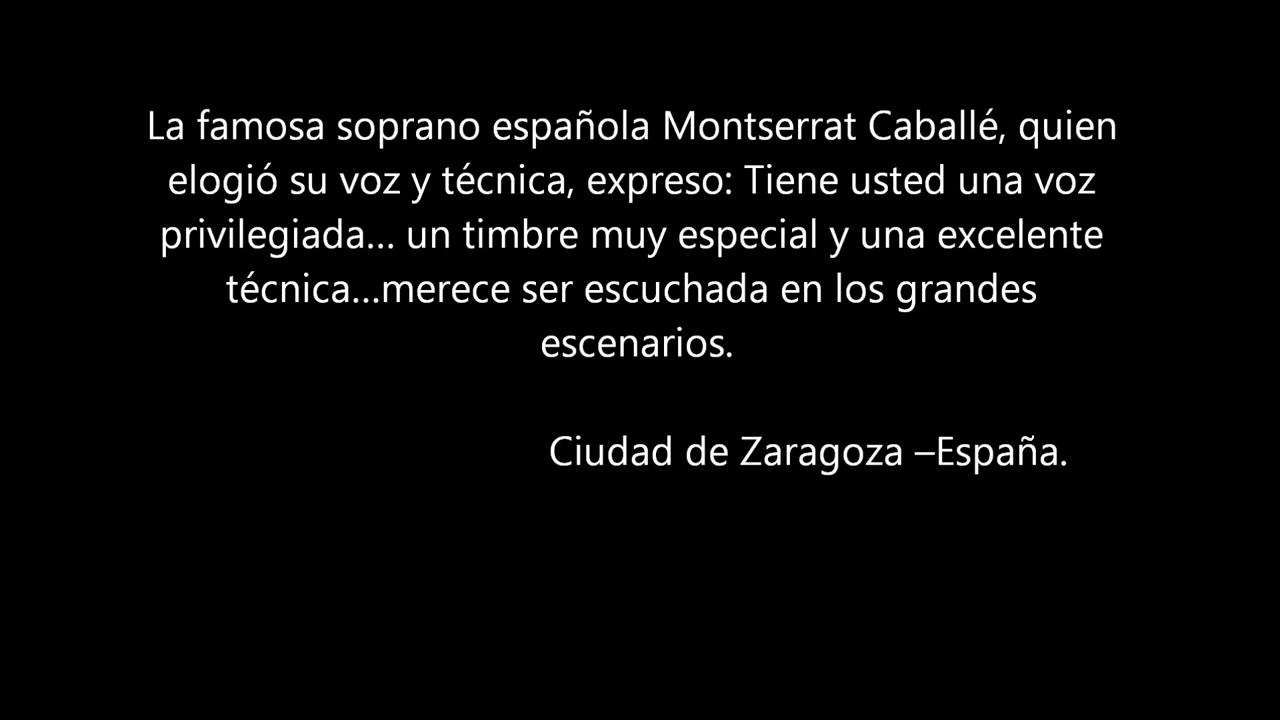 La famosa soprano española Montserrat Caballé, quien
elogió su voz y técnica, expreso: Tiene usted una voz
privilegiada... un timbre muy especial y una excelente
técnica...merece ser escuchada en los grandes
escenarios.
Ciudad de Zaragoza –España.